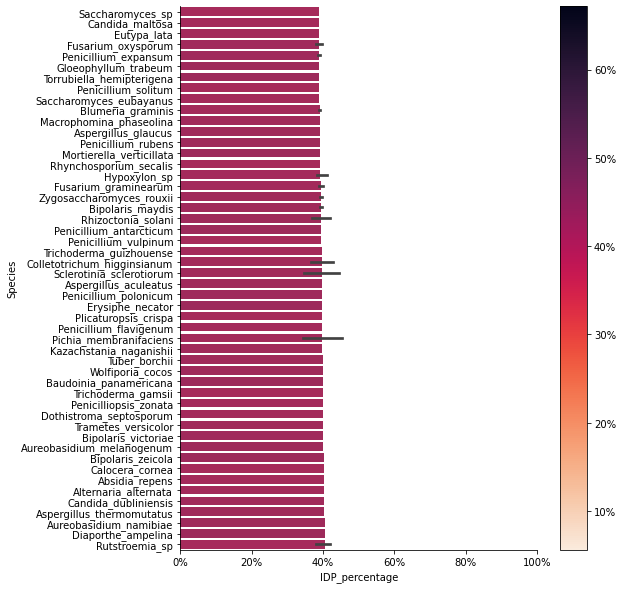 Saccharomyces_sp
Candida_maltosa
Eutypa_lata
Fusarium_oxysporum
Penicillium_expansum
Gloeophyllum_trabeum
Torrubiella_hemipterigena
Penicillium_solitum
Saccharomyces_eubayanus
Blumeria_graminis
Macrophomina_phaseolina
Aspergillus_glaucus
Penicillium_rubens
Mortierella_verticillata
Rhynchosporium_secalis
Hypoxylon_sp
Fusarium_graminearum
Zygosaccharomyces_rouxii
Bipolaris_maydis
Rhizoctonia_solani
Penicillium_antarcticum
Penicillium_vulpinum
Trichoderma_guizhouense
Colletotrichum_higginsianum
Sclerotinia_sclerotiorum
Aspergillus_aculeatus
Penicillium_polonicum
Erysiphe_necator
Plicaturopsis_crispa
Penicillium_flavigenum
Pichia_membranifaciens
Kazachstania_naganishii
Tuber_borchii
Wolfiporia_cocos
Baudoinia_panamericana
Trichoderma_gamsii
Penicilliopsis_zonata
Dothistroma_septosporum
Trametes_versicolor
Bipolaris_victoriae
Aureobasidium_melanogenum
Bipolaris_zeicola
Calocera_cornea
Absidia_repens
Alternaria_alternata
Candida_dubliniensis
Aspergillus_thermomutatus
Aureobasidium_namibiae
Diaporthe_ampelina
Rutstroemia_sp
Species
0%
20%
40%
60%
80%
100%
IDP_percentage
60%
50%
40%
30%
20%
10%